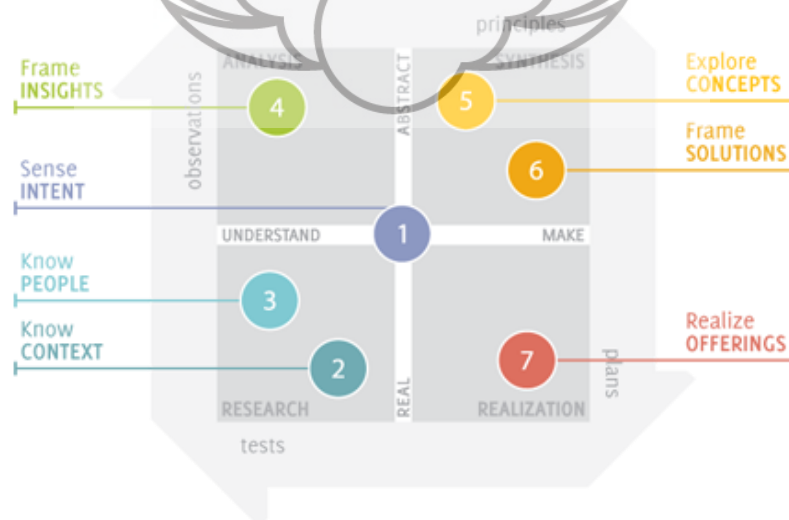 principles
ANALYSIS
SYNTHESIS
Frame
INSIGHTS
4
observations
ABSTRACT
5
Explore
CONCEPTS
Frame
SOLUTIONS
6
Sense
INTENT
1
UNDERSTAND
MAKE
Know
PEOPLE
3
Know
CONTEXT
2
Realize
OFFERINGS
7
plans
REAL
RESEARCH
REALIZATION
tests